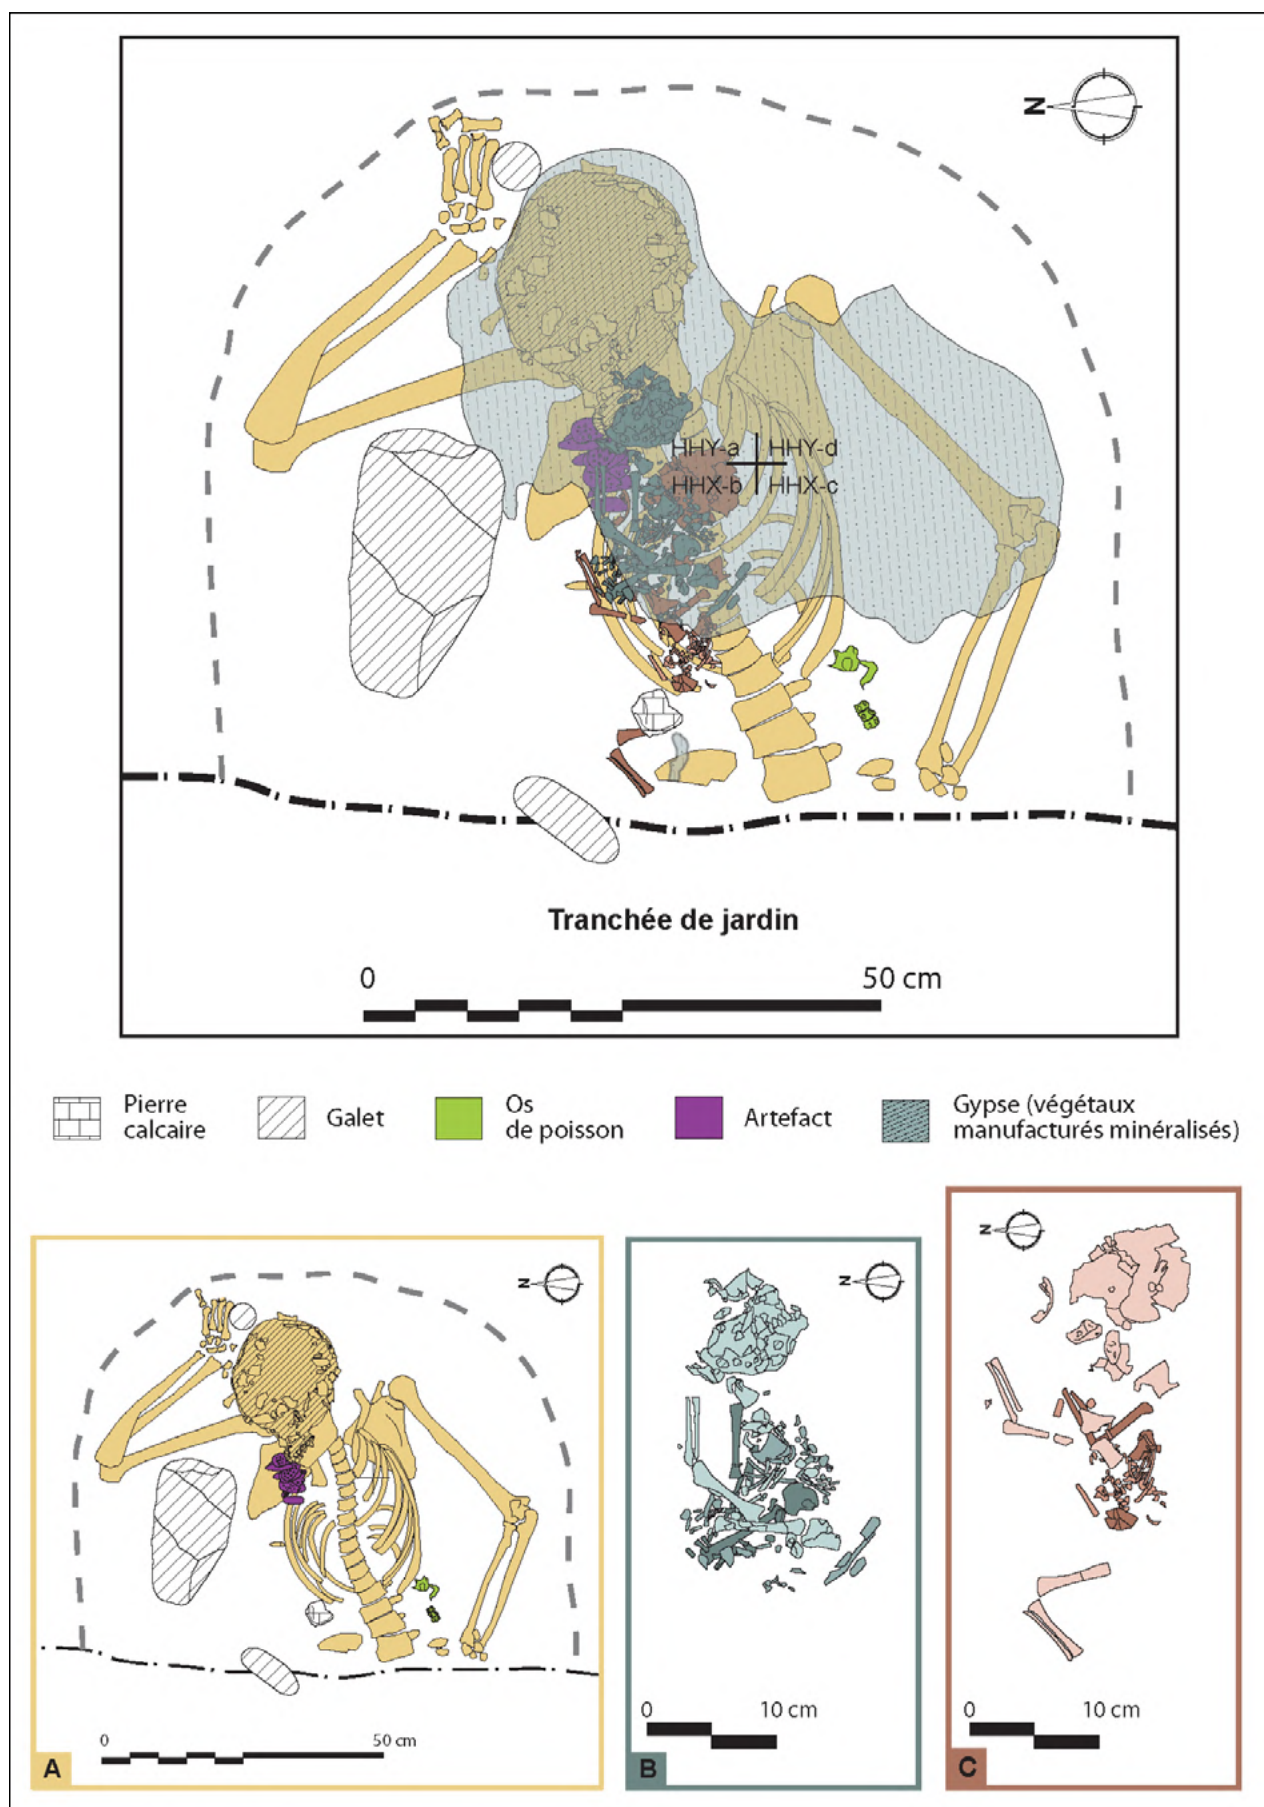 N
HHY-a
HHY-d
HHX-b
HHX-c
Tranchée de jardin
0
50 cm
Pierre
calcaire
Galet
Os
de poisson
Artefact
Gypse (végétaux
manufacturés minéralisés)
N
0
50 cm
A
N
0
10 cm
B
N
0
10 cm
C